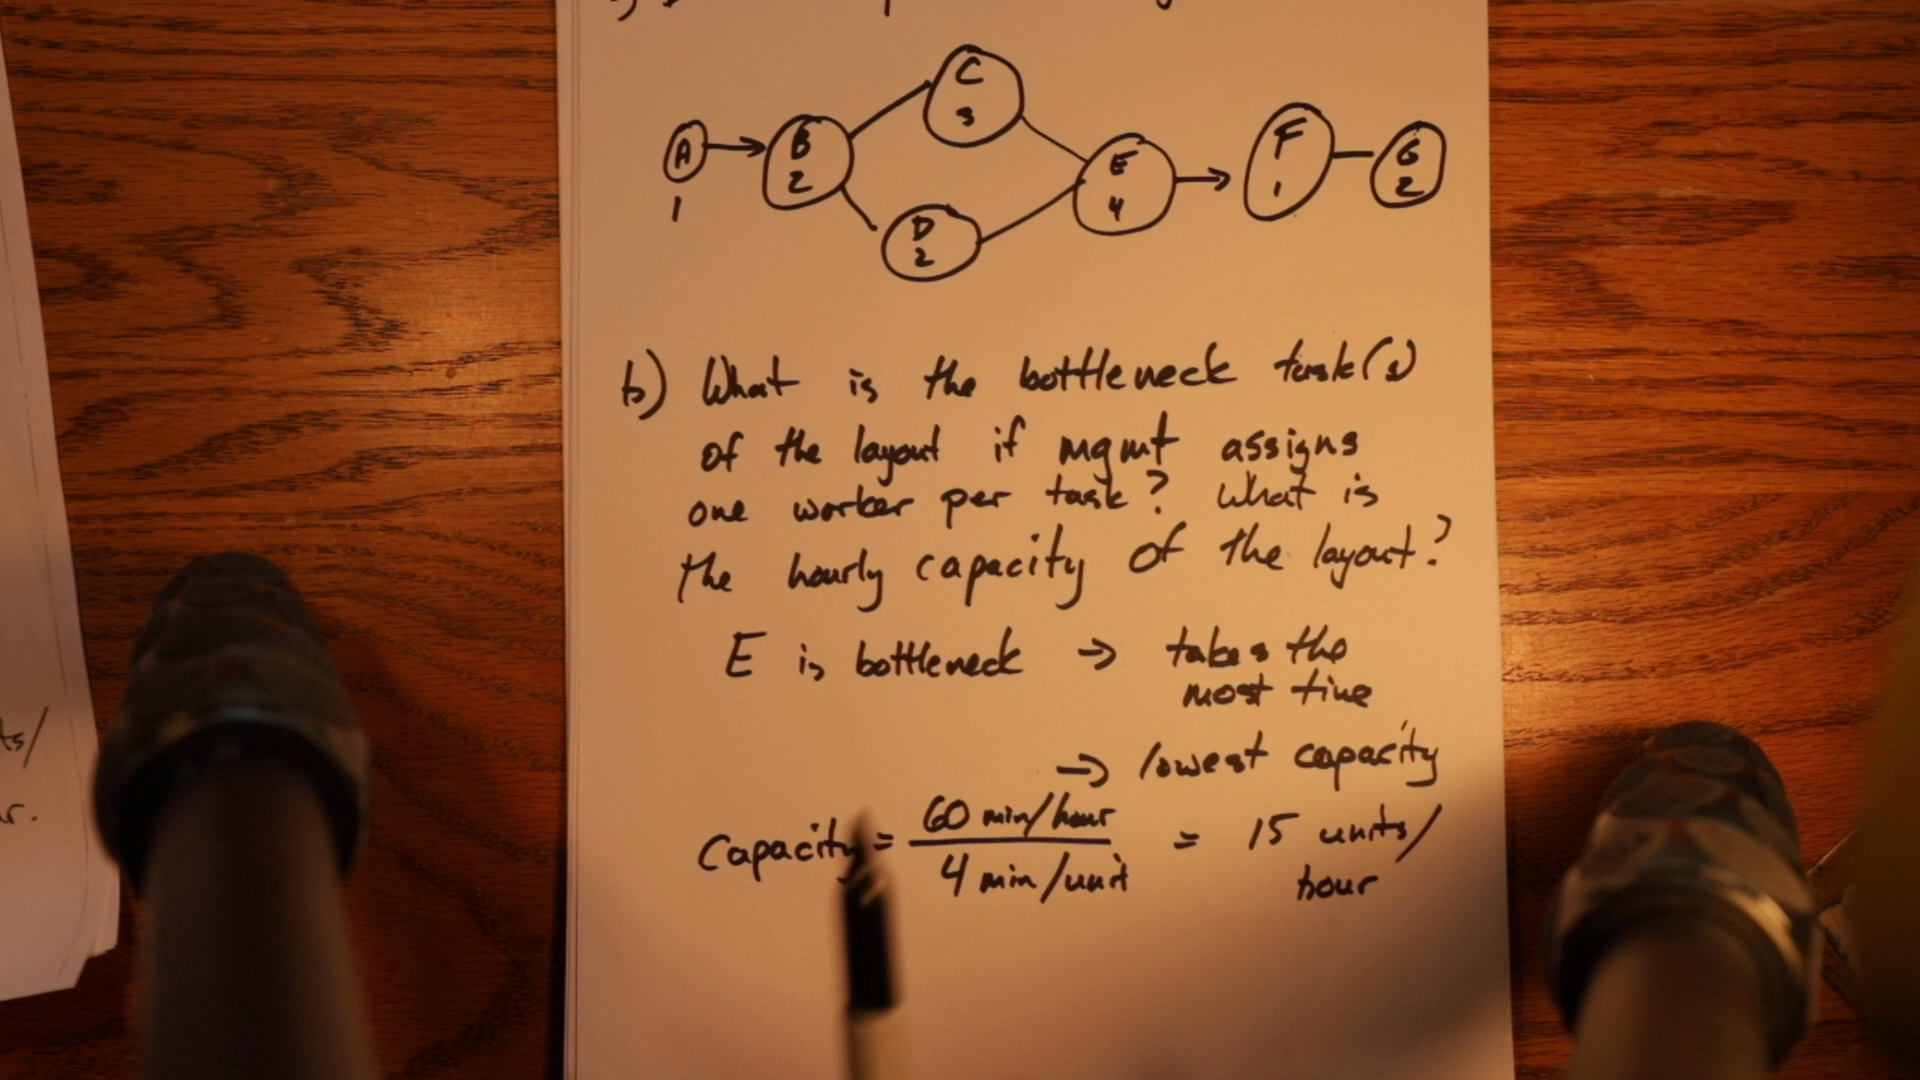 C
3
A
1
B
2
D
2
E
4
F
1
G
2
b) What is the bottleneck task(s)
of the layout if mgmt assigns
one worker per task? What is
the hourly capacity of the layout?
E is bottleneck → takes the
most time
→ lowest capacity
Capacity = 60 min/hour
4 min/unit
= 15 units/
hour